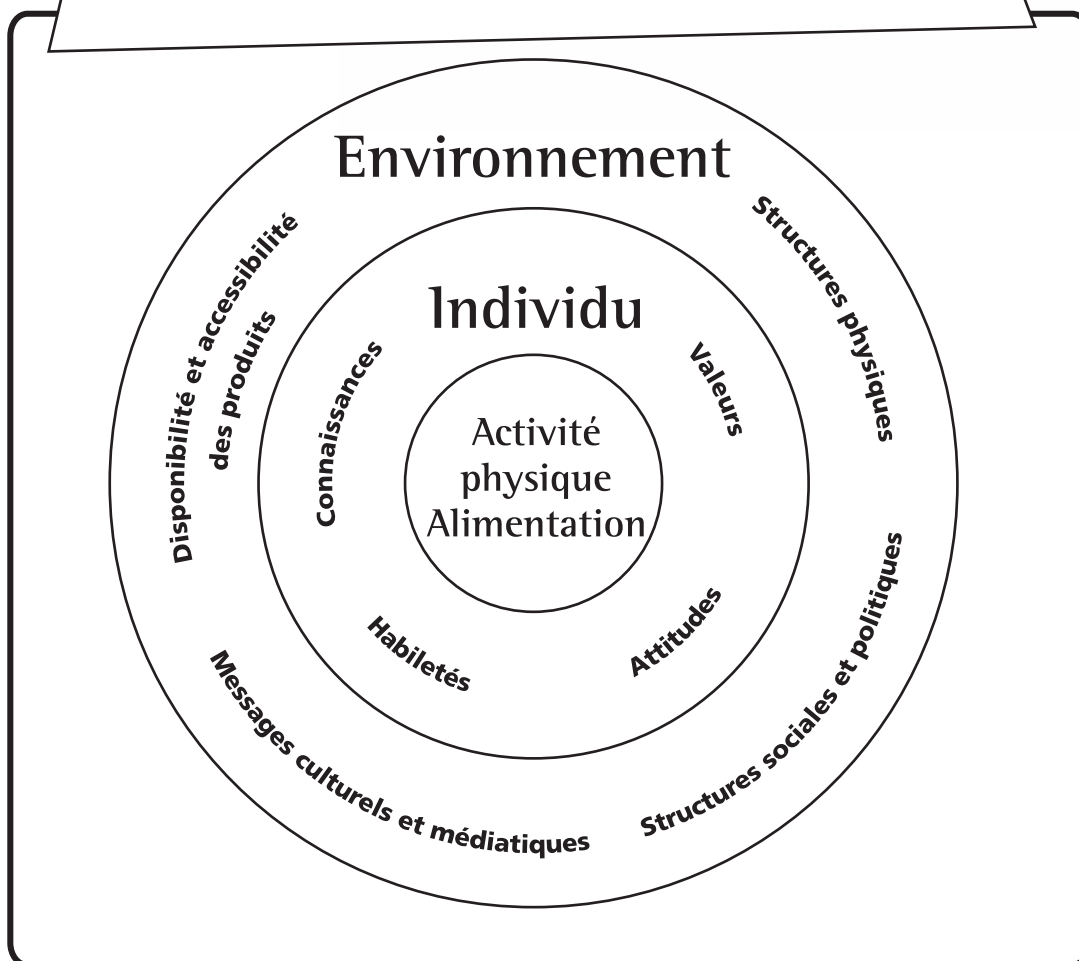 Environnement
Disponibilité et accessibilité
des produits
Structures physiques
Structures sociales et politiques
Messages culturels et médiatiques
Individu
Connaissances
Valeurs
Attitudes
Habiletés
Activité
physique
Alimentation